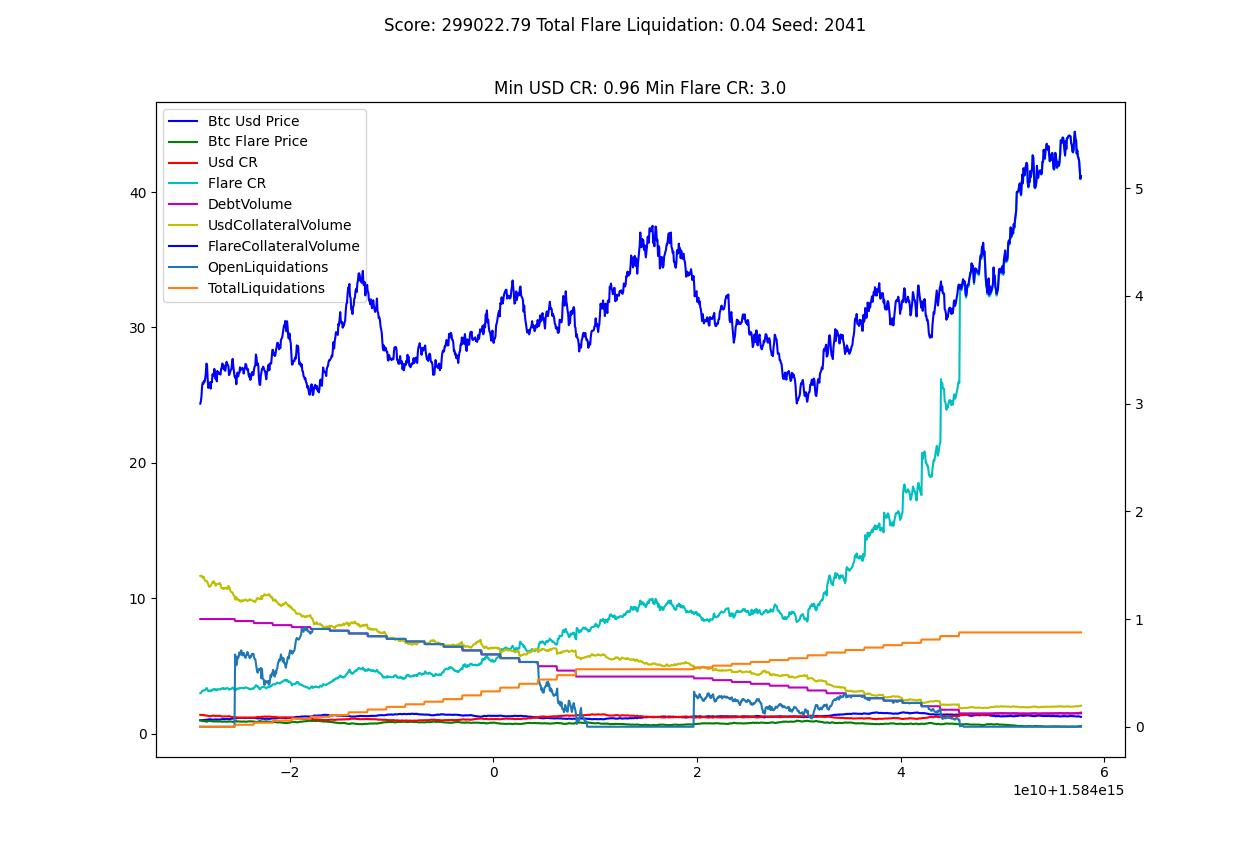 Score: 299022.79 Total Flare Liquidation: 0.04 Seed: 2041
Min USD CR: 0.96 Min Flare CR: 3.0
Btc Usd Price
Btc Flare Price
Usd CR
Flare CR
DebtVolume
UsdCollateralVolume
FlareCollateralVolume
OpenLiquidations
TotalLiquidations
40
30
20
10
0
5
4
3
2
1
0
−2
0
2
4
6
1e10+1.584e15